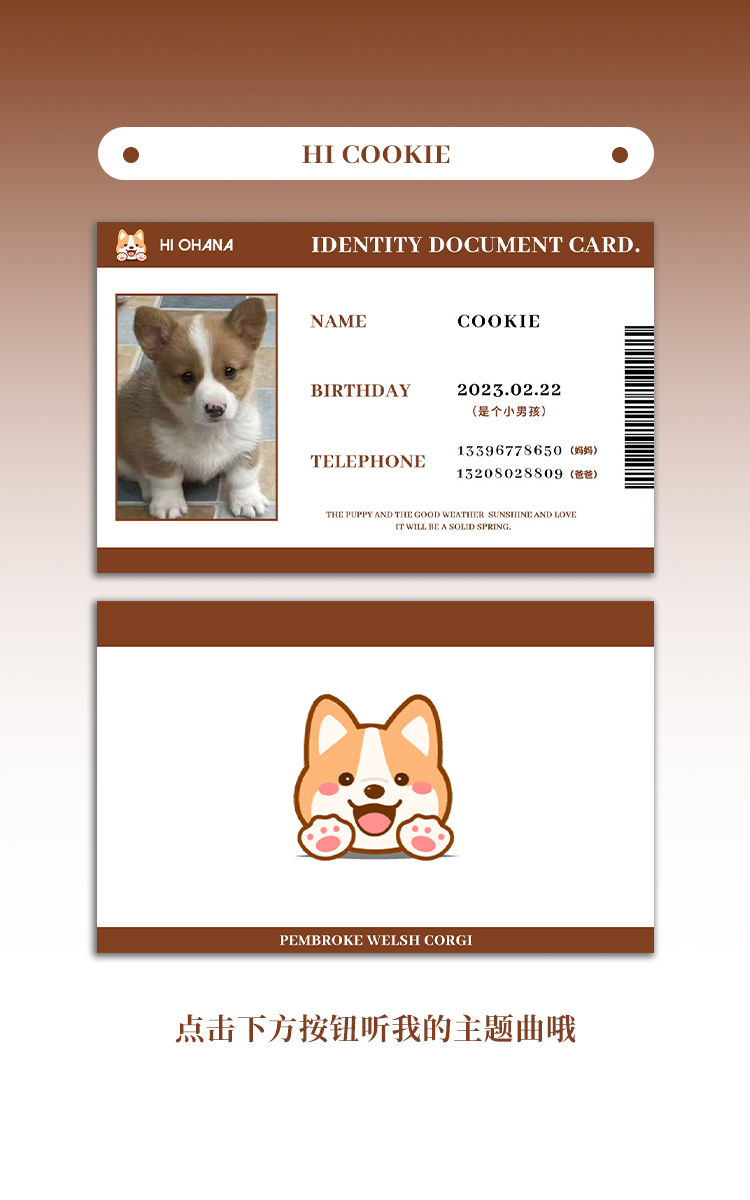 HI COOKIE
HI OHANA
IDENTITY DOCUMENT CARD.
NAME COOKIE
BIRTHDAY 2023.02.22
（是个小男孩）
TELEPHONE
13396778650（妈妈）
13208028809（爸爸）
THE PUPPY AND THE GOOD WEATHER SUNSHINE AND LOVE
IT WILL BE A SOLID SPRING.
PEMBROKE WELSH CORGI
点击下方按钮听我的主题曲哦